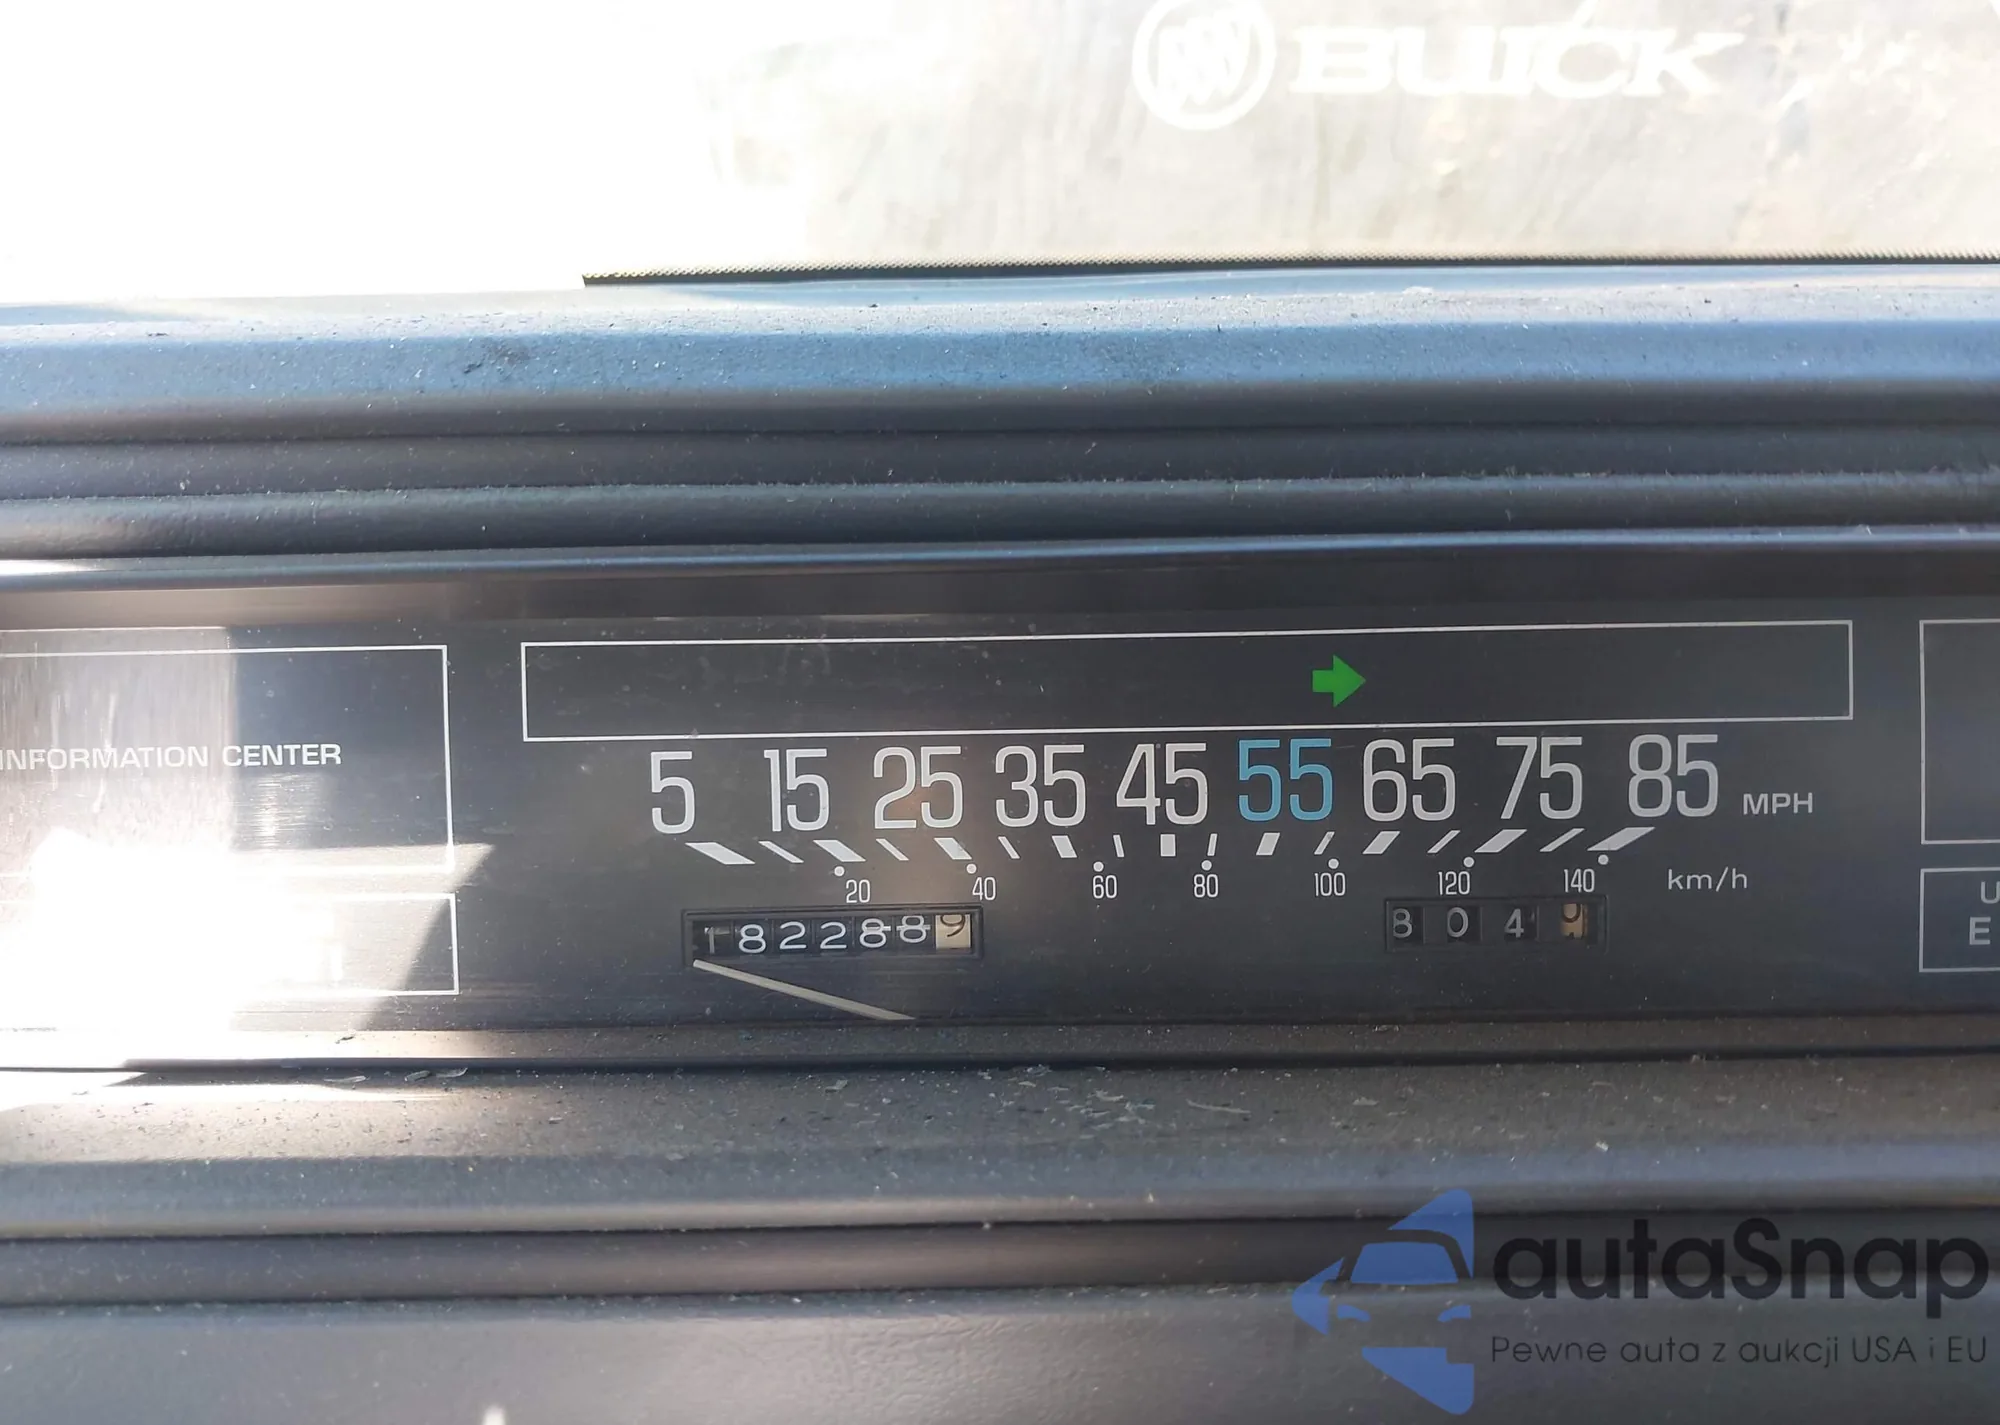 BUICK
INFORMATION CENTER
5 15 25 35 45 55 65 75 85 MPH
20 40 60 80 100 120 140 km/h
182288 9
804
U
E
autaSnap
Pewne auta z aukcji USA i EU